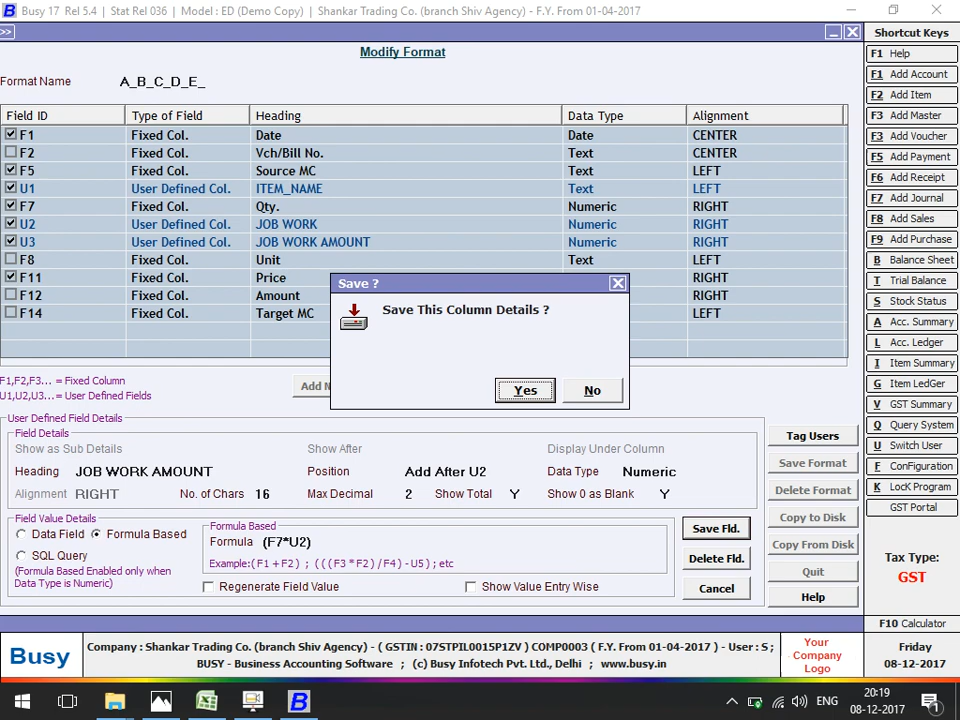 Busy 17 Rel 5.4 | Stat Rel 036 | Model : ED (Demo Copy) | Shankar Trading Co. (branch Shiv Agency) - F.Y. From 01-04-2017
>>
Modify Format
Format Name A_B_C_D_E_
Field ID Type of Field Heading Data Type Alignment
F1 Fixed Col. Date Date CENTER
F2 Fixed Col. Vch/Bill No. Text CENTER
F5 Fixed Col. Source MC Text LEFT
U1 User Defined Col. ITEM_NAME Text LEFT
F7 Fixed Col. Qty. Numeric RIGHT
U2 User Defined Col. JOB WORK Numeric RIGHT
U3 User Defined Col. JOB WORK AMOUNT Numeric RIGHT
F8 Fixed Col. Unit Text LEFT
F11 Fixed Col. Price RIGHT
F12 Fixed Col. Amount RIGHT
F14 Fixed Col. Target MC LEFT
Save ?
Save This Column Details ?
Yes No
F1,F2,F3... = Fixed Column
U1,U2,U3... = User Defined Fields
Add N
User Defined Field Details
Field Details
Show as Sub Details Show After Display Under Column
Heading JOB WORK AMOUNT Position Add After U2 Data Type Numeric
Alignment RIGHT No. of Chars 16 Max Decimal 2 Show Total Y Show 0 as Blank Y
Field Value Details
Data Field Formula Based
SQL Query
(Formula Based Enabled only when
Data Type is Numeric)
Formula Based
Formula (F7*U2)
Example:(F1+F2) ; (((F3*F2)/F4)-U5); etc
Regenerate Field Value Show Value Entry Wise
Save Fld.
Delete Fld.
Cancel
Tag Users
Save Format
Delete Format
Copy to Disk
Copy From Disk
Quit
Help
Shortcut Keys
F1 Help
F1 Add Account
F2 Add Item
F3 Add Master
F3 Add Voucher
F5 Add Payment
F6 Add Receipt
F7 Add Journal
F8 Add Sales
F9 Add Purchase
B Balance Sheet
T Trial Balance
S Stock Status
A Acc. Summary
L Acc. Ledger
I Item Summary
G Item LedGer
V GST Summary
Q Query System
U Switch User
F ConFiguration
K LocK Program
GST Portal
Tax Type:
GST
F10 Calculator
Busy
Company : Shankar Trading Co. (branch Shiv Agency) - ( GSTIN : 07STPIL0015P1ZV ) COMP0003 ( F.Y. From 01-04-2017 ) - User : S ;
BUSY - Business Accounting Software ; (c) Busy Infotech Pvt. Ltd., Delhi ; www.busy.in
Your
Company
Logo
Friday
08-12-2017
ENG
20:19
08-12-2017
1